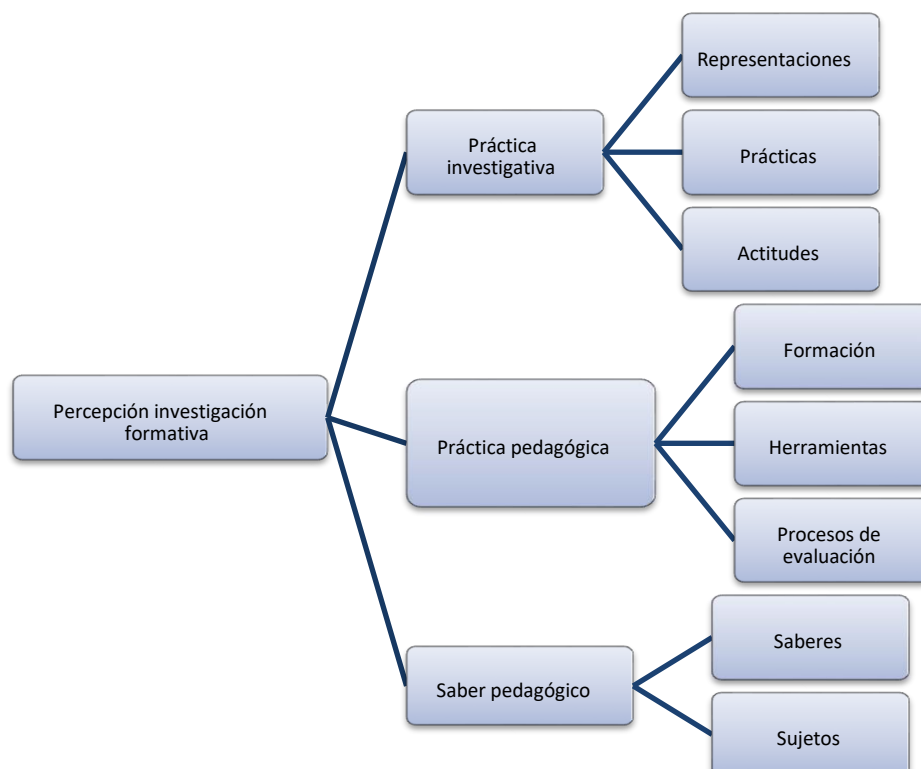 Percepción investigación
formativa
Práctica
investigativa
Representaciones
Prácticas
Actitudes
Práctica pedagógica
Formación
Herramientas
Procesos de
evaluación
Saber pedagógico
Saberes
Sujetos